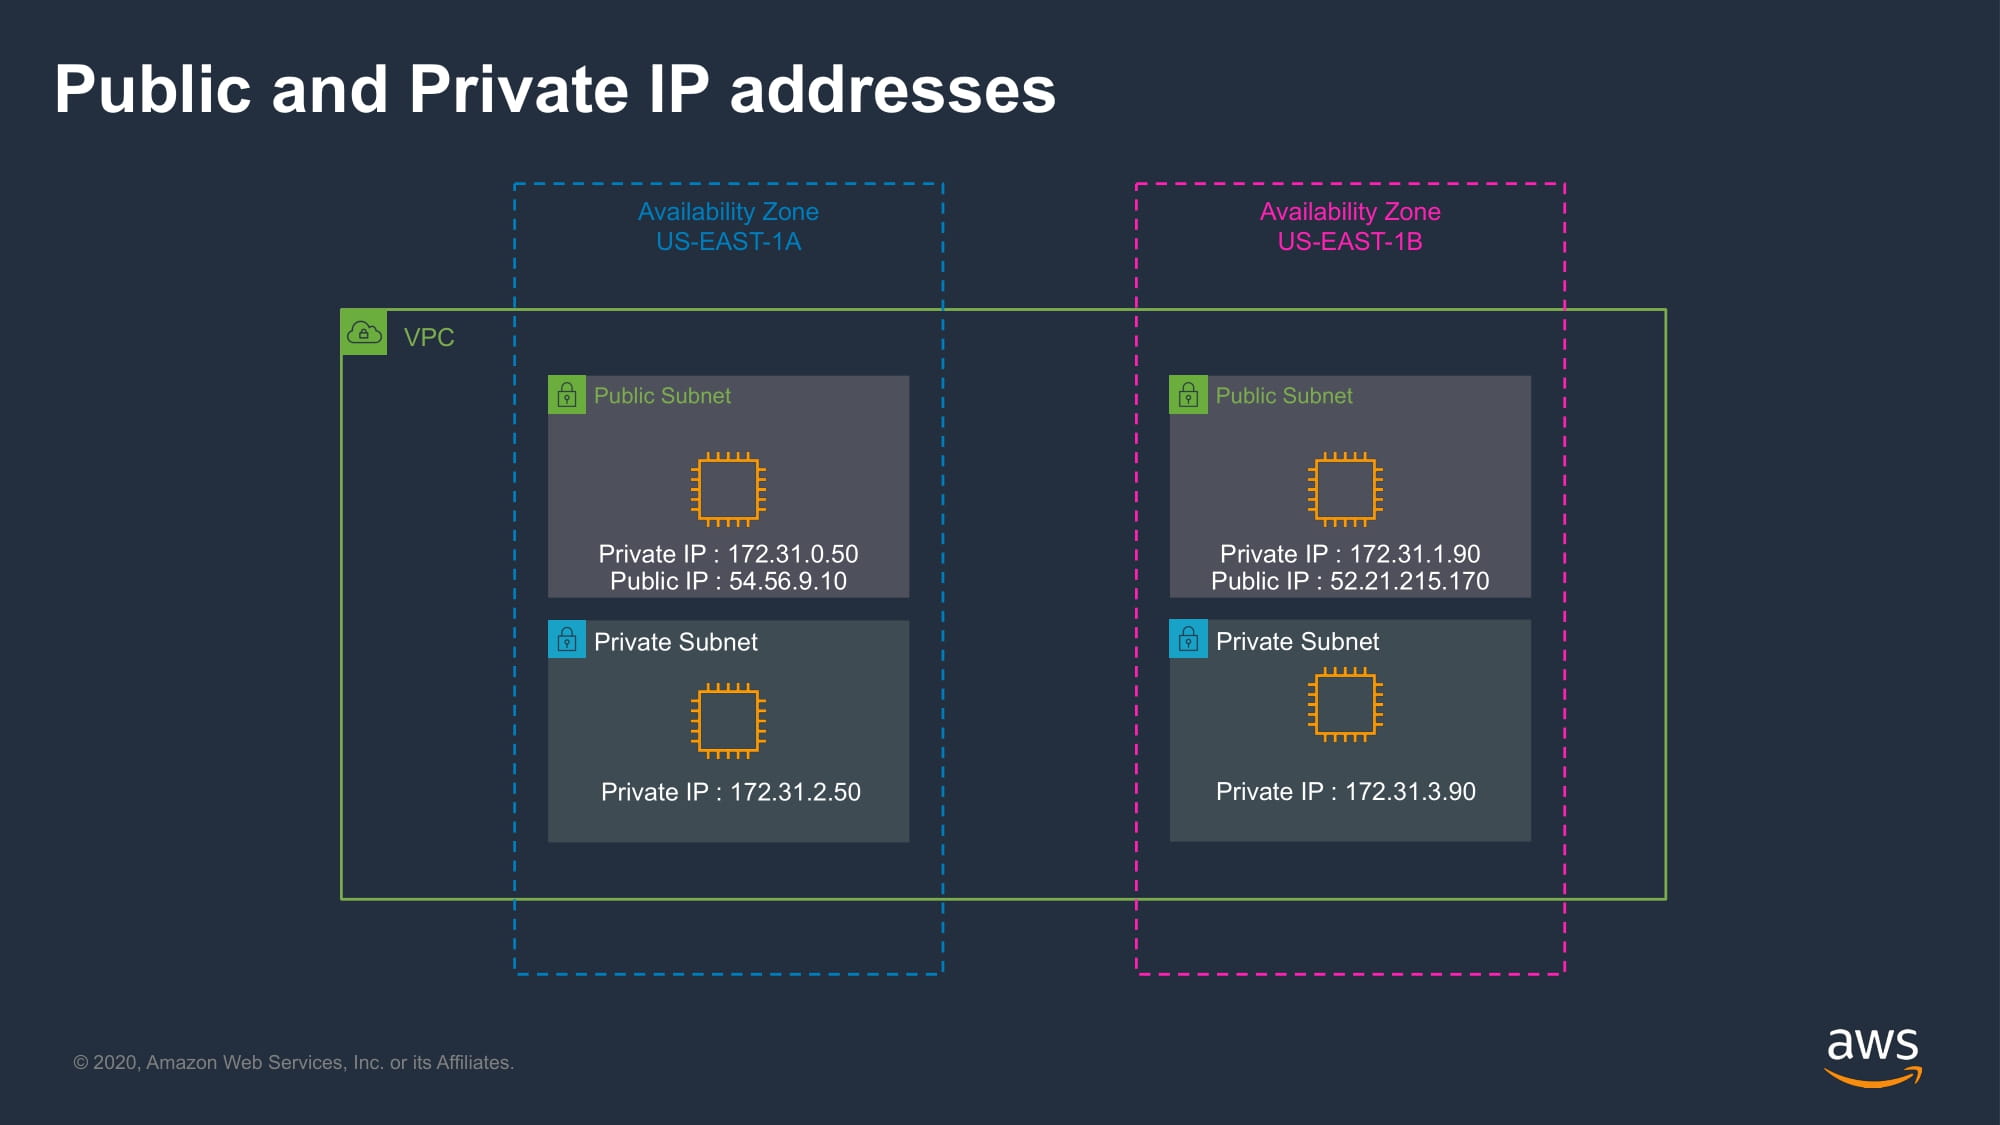 Public and Private IP addresses
Availability Zone
US-EAST-1A
Availability Zone
US-EAST-1B
VPC
Public Subnet
Private IP : 172.31.0.50
Public IP : 54.56.9.10
Public Subnet
Private IP : 172.31.1.90
Public IP : 52.21.215.170
Private Subnet
Private IP : 172.31.2.50
Private Subnet
Private IP : 172.31.3.90
© 2020, Amazon Web Services, Inc. or its Affiliates.
aws